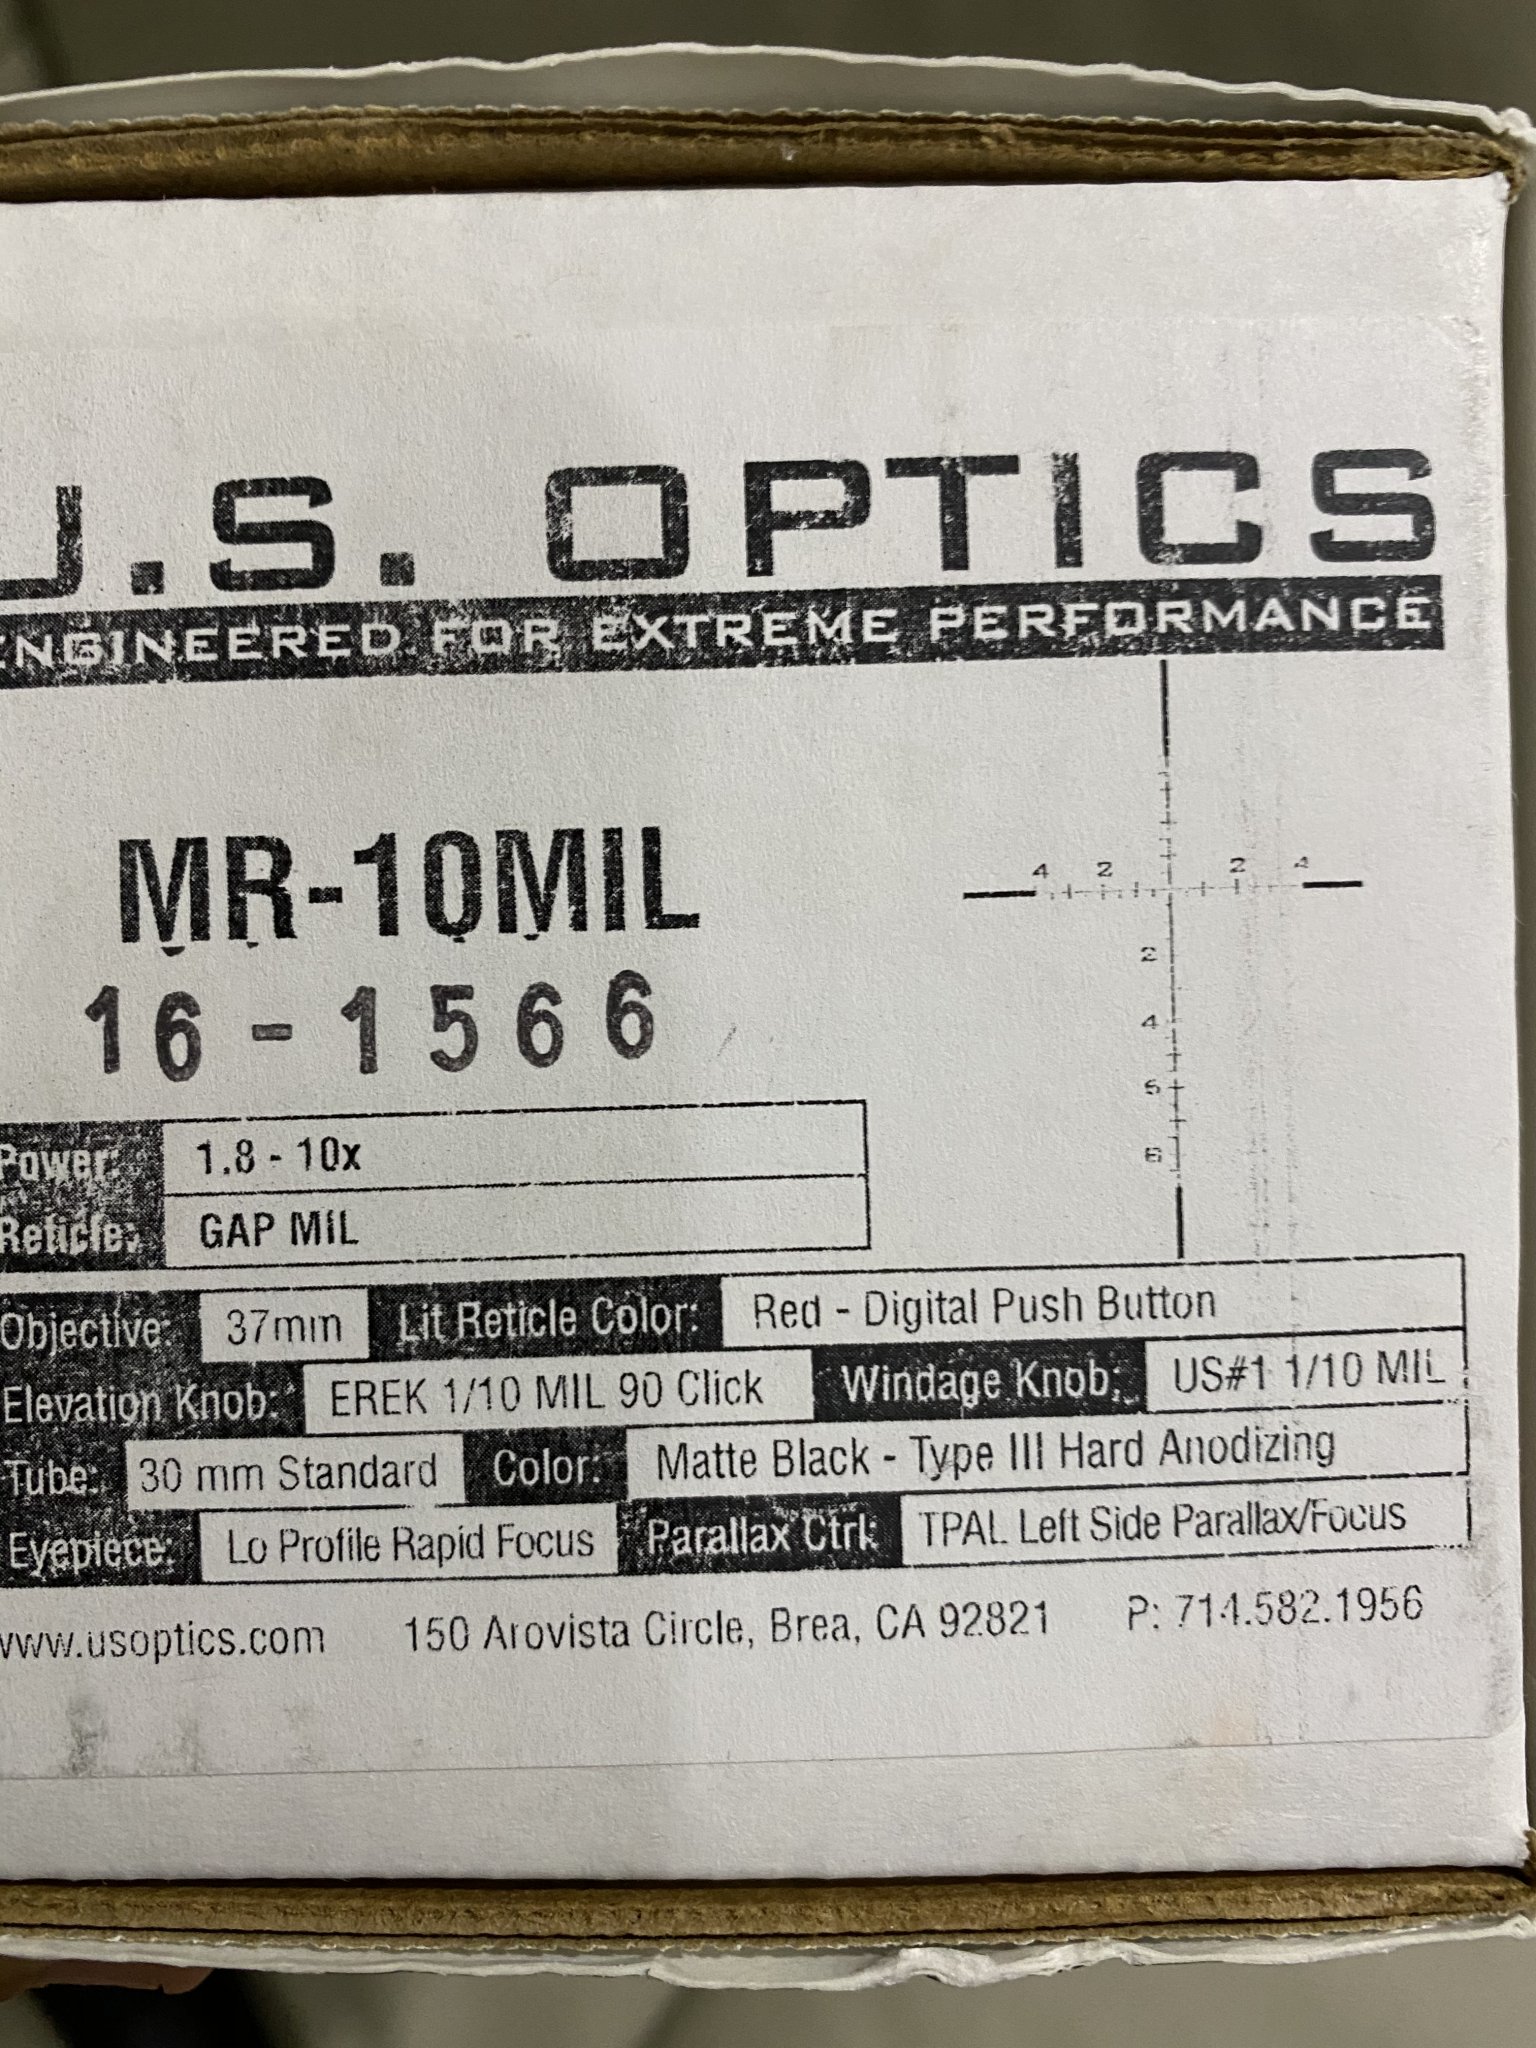 U.S. OPTICS
ENGINEERED FOR EXTREME PERFORMANCE
MR-10MIL
16-1566
4 2 2 4
2
4
5
6
Power: 1.8 - 10x
Reticle: GAP MIL
Objective: 37mm Lit Reticle Color: Red - Digital Push Button
Elevation Knob: EREK 1/10 MIL 90 Click Windage Knob: US#1 1/10 MIL
Tube: 30 mm Standard Color: Matte Black - Type III Hard Anodizing
Eyepiece: Lo Profile Rapid Focus Parallax Ctrl: TPAL Left Side Parallax/Focus
www.usoptics.com 150 Arovista Circle, Brea, CA 92821 P: 714.582.1956